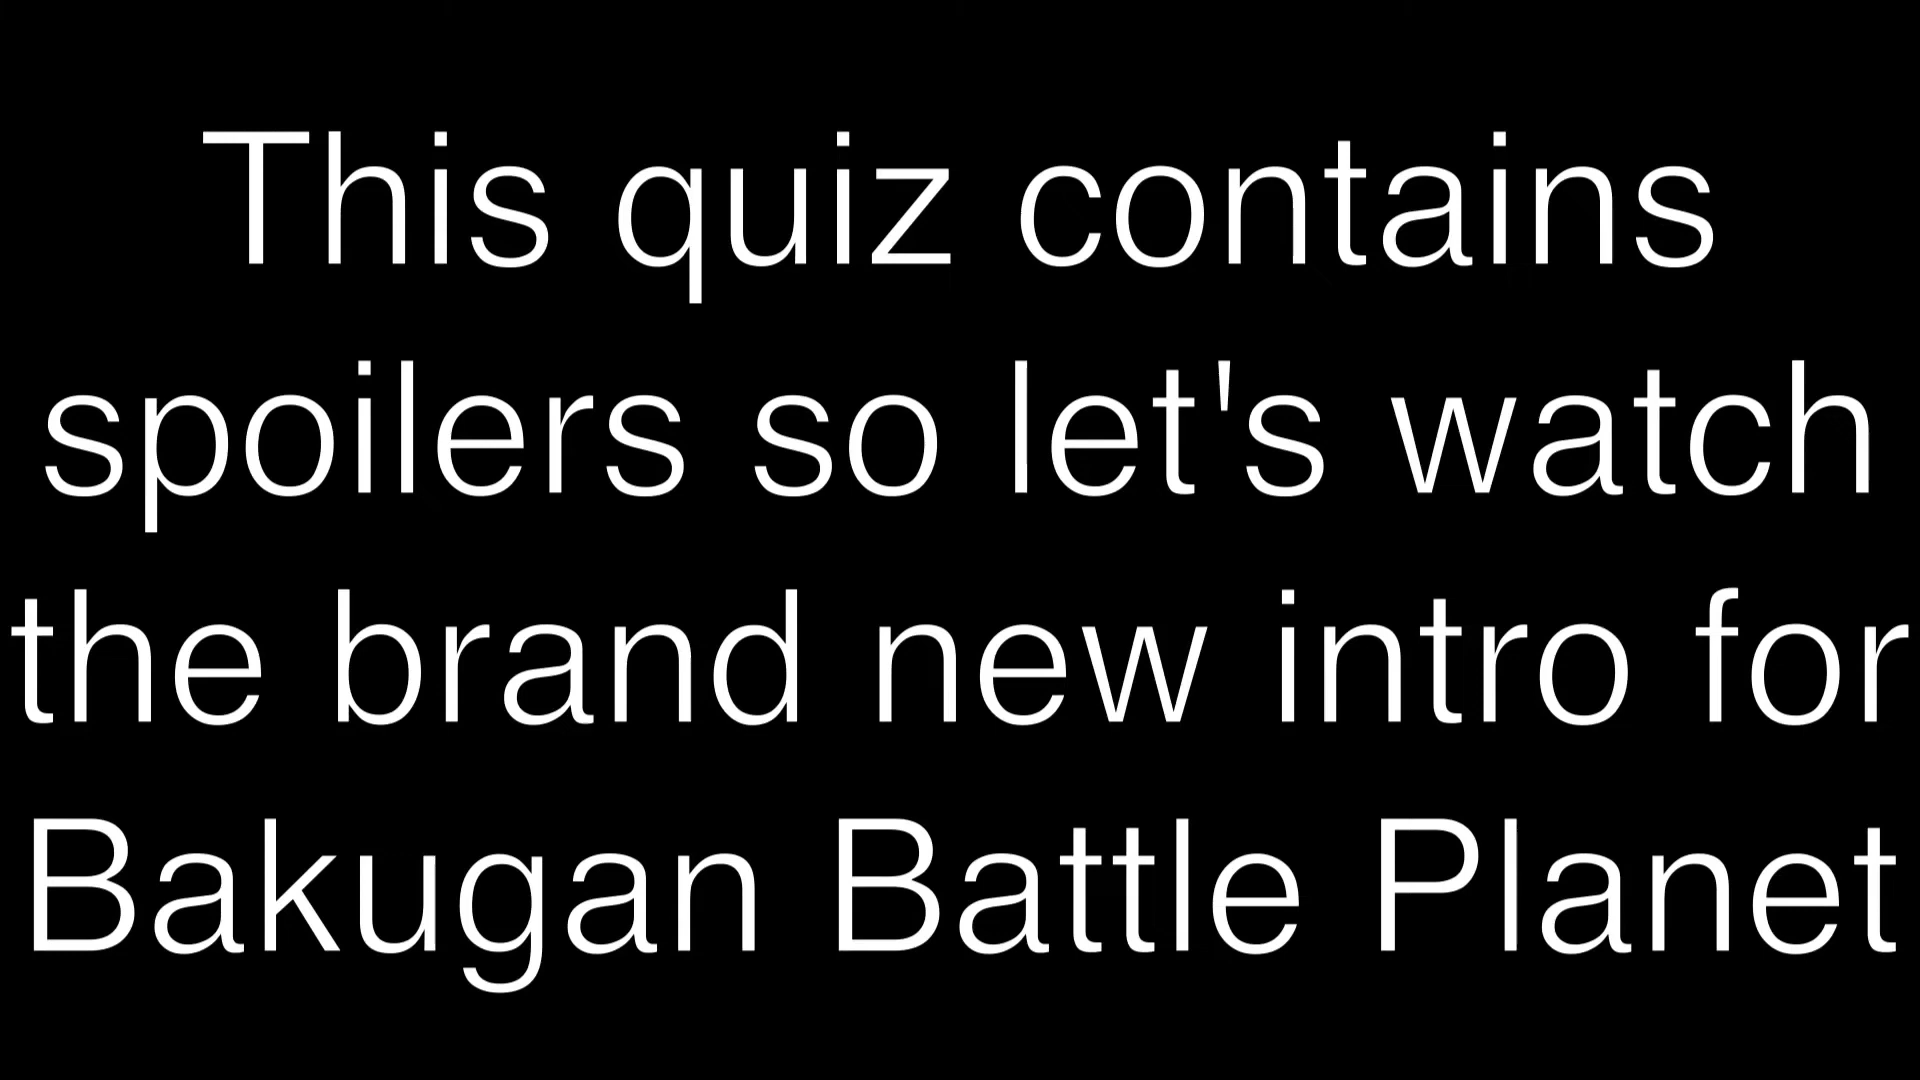 This quiz contains
spoilers so let's watch
the brand new intro for
Bakugan Battle Planet